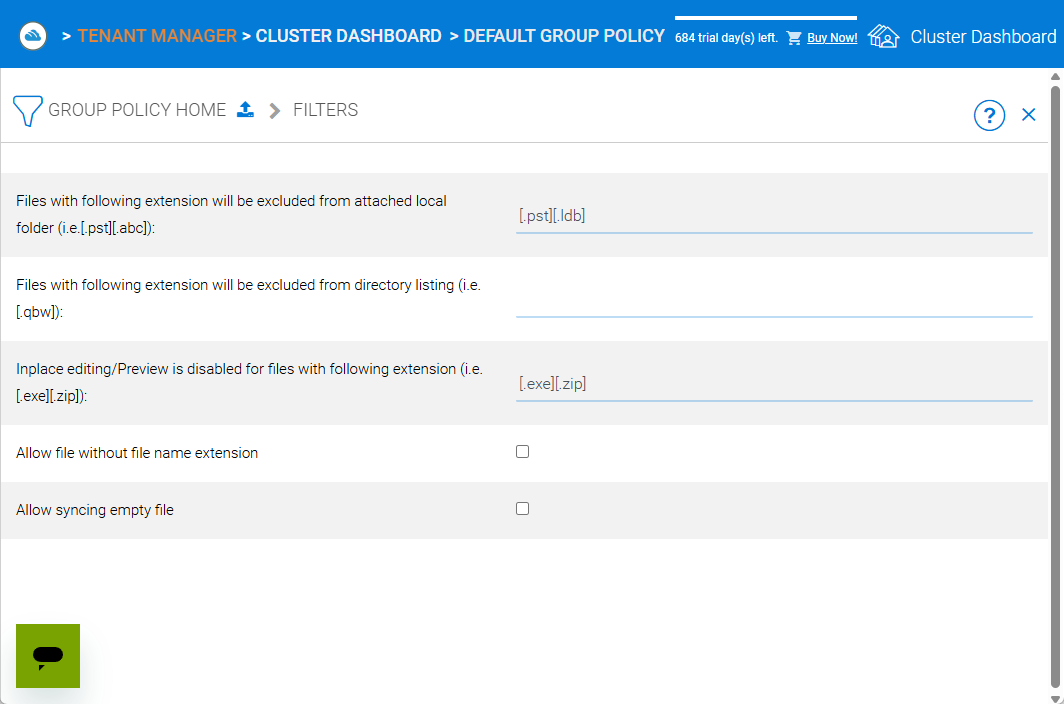 > TENANT MANAGER > CLUSTER DASHBOARD > DEFAULT GROUP POLICY 684 trial day(s) left. Buy Now! Cluster Dashboard
GROUP POLICY HOME > FILTERS
?
Files with following extension will be excluded from attached local
folder (i.e.[.pst][.abc]):
[.pst][.ldb]
Files with following extension will be excluded from directory listing (i.e.
[.qbw]):
Inplace editing/Preview is disabled for files with following extension (i.e.
[.exe][.zip]):
[.exe][.zip]
Allow file without file name extension
Allow syncing empty file